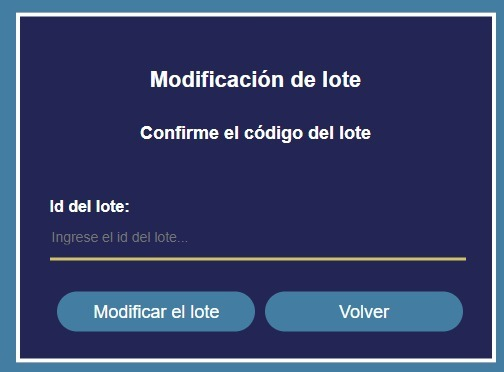 Modificación de lote
Confirme el código del lote
Id del lote:
Ingrese el id del lote...
Modificar el lote
Volver